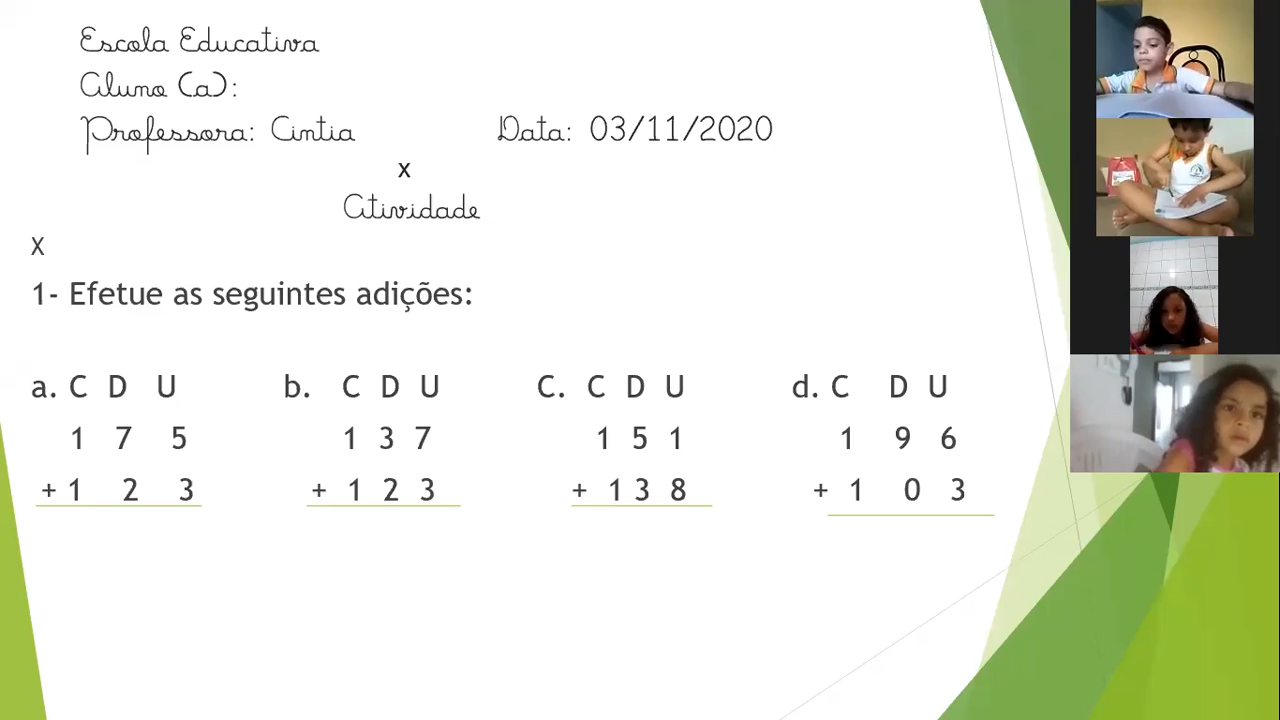 Escola Educativa
Aluno (a):
Professora: Cintia Data: 03/11/2020
x
Atividade
X
1- Efetue as seguintes adições:
a. C D U b. C D U C. C D U d. C D U
1 7 5 1 3 7 1 5 1 1 9 6
+ 1 2 3 + 1 2 3 + 1 3 8 + 1 0 3